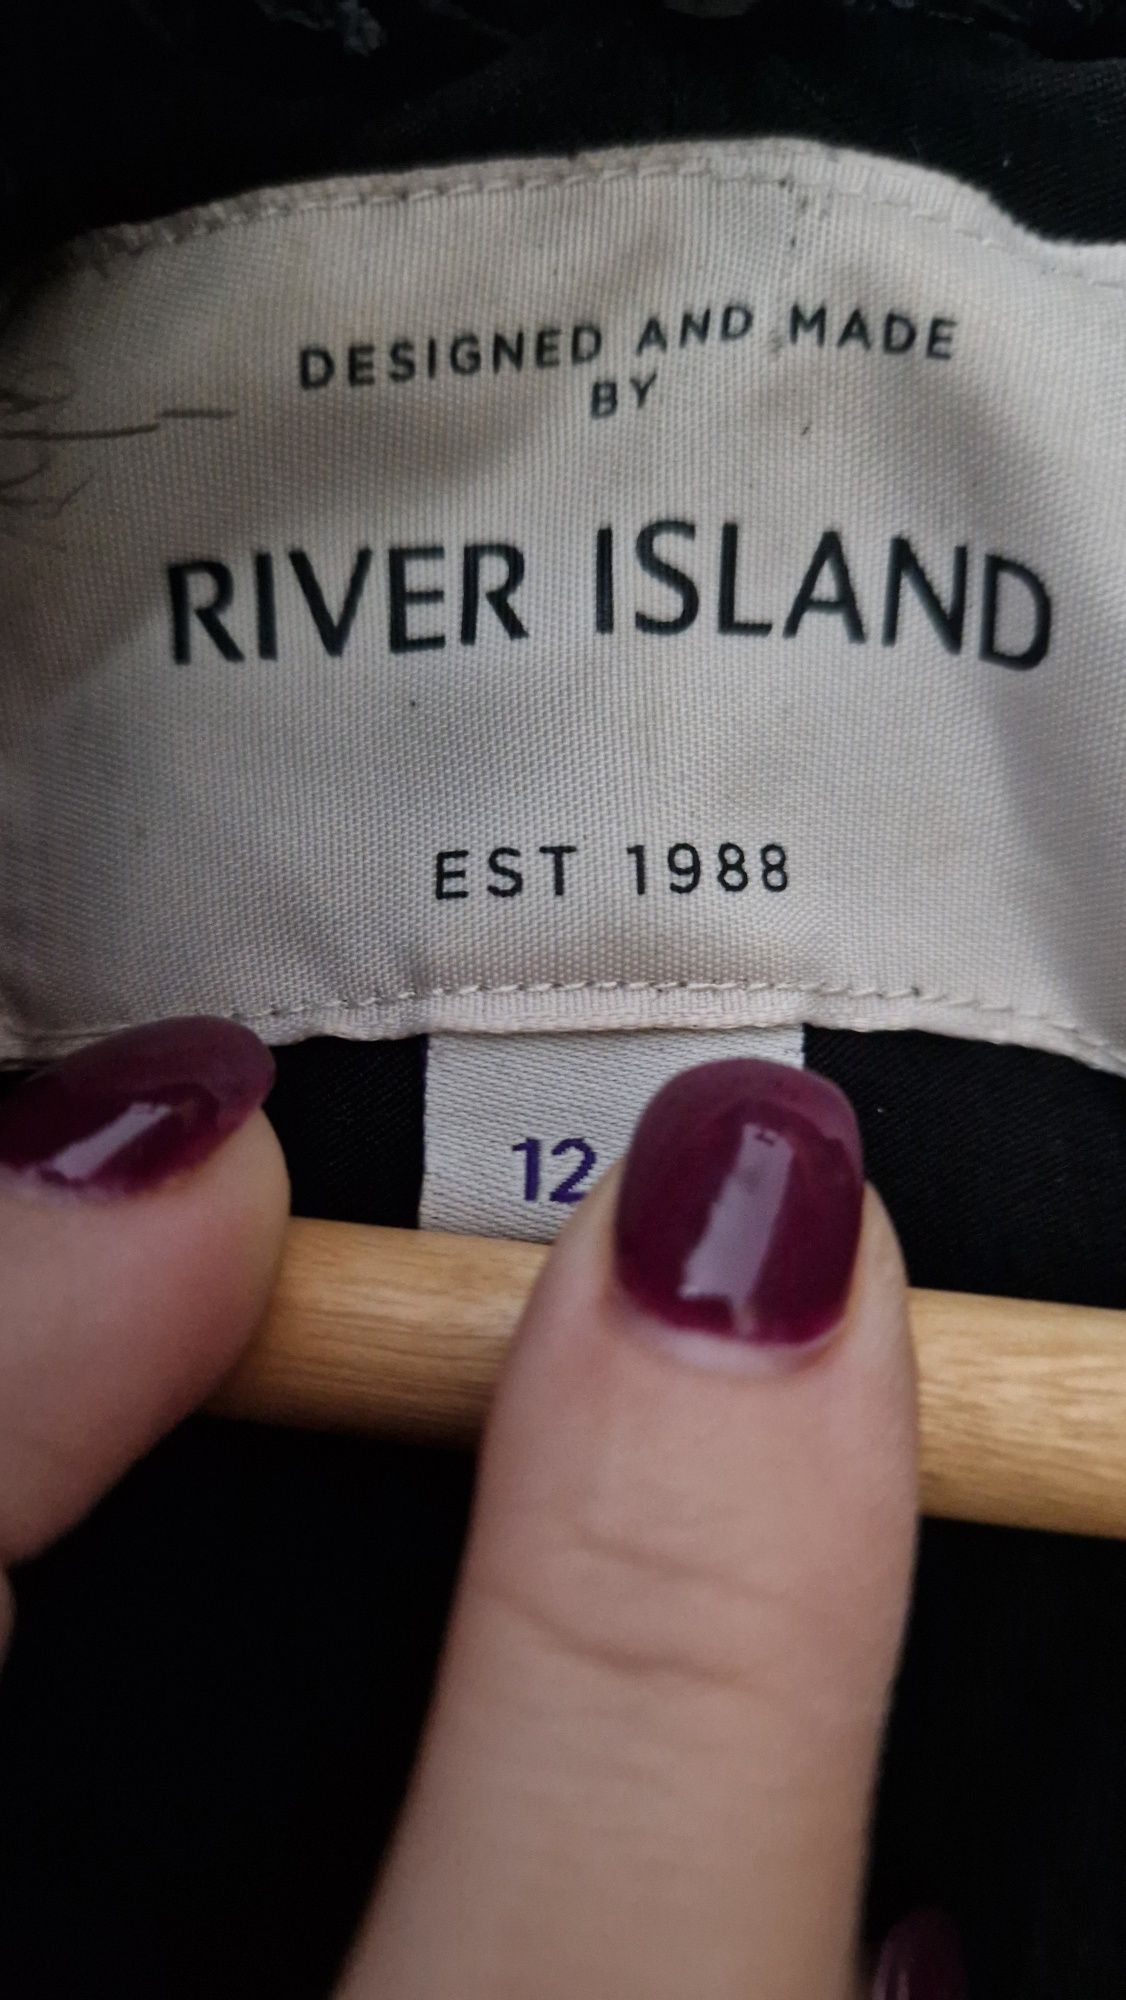 DESIGNED AND MADE
BY
RIVER ISLAND
EST 1988
12